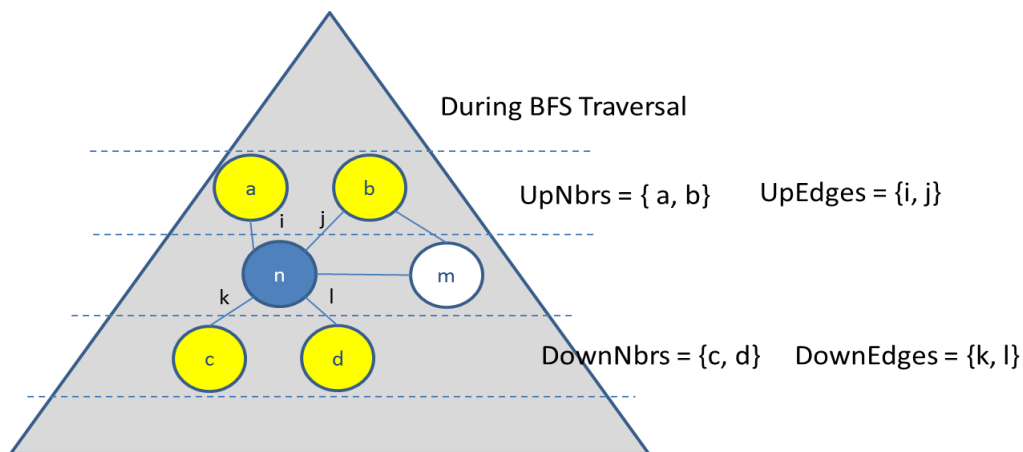 During BFS Traversal
a
b
UpNbrs = { a, b}
UpEdges = {i, j}
i
j
n
m
k
l
c
d
DownNbrs = {c, d}
DownEdges = {k, l}